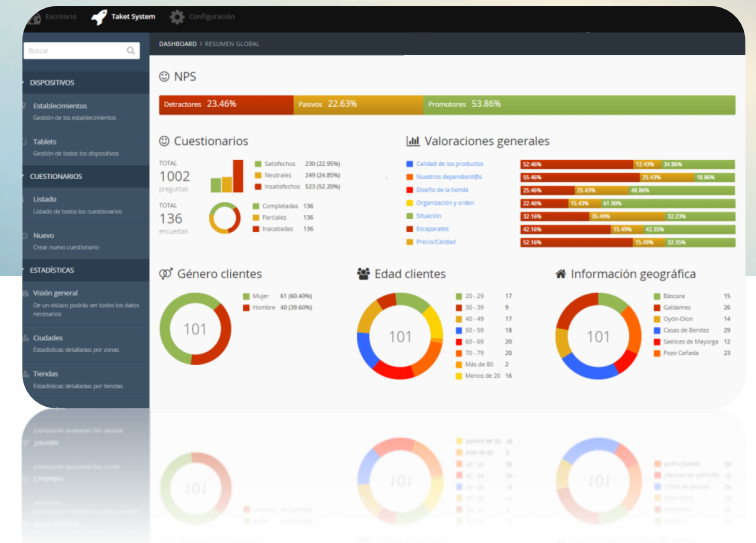 Escritorio
Taket System
Configuración
Buscar
DASHBOARD > RESUMEN GLOBAL
DISPOSITIVOS
Establecimientos
Gestión de los establecimientos
Tablets
Gestión de todos los dispositivos
CUESTIONARIOS
Listado
Listado de todos los cuestionarios
Nuevo
Crear nuevo cuestionario
ESTADÍSTICAS
Visión general
De un vistazo podrás ver todos los datos
necesarios
Ciudades
Estadísticas detalladas por zonas
Tiendas
Estadísticas detalladas por tiendas
NPS
Detractores 23.46% Pasivos 22.63% Promotores 53.86%
Cuestionarios
TOTAL
1002
preguntas
Satisfechos 230 (22.95%)
Neutrales 249 (24.85%)
Insatisfechos 523 (52.20%)
TOTAL
136
encuestas
Completadas 136
Parciales 136
Inacabadas 136
Valoraciones generales
Calidad de los productos 52.46% 12.43% 34.86%
Nuestros dependient@s 55.46% 25.43% 18.86%
Diseño de la tienda 25.46% 25.43% 48.86%
Organización y orden 22.46% 15.43% 61.90%
Situación 32.16% 35.49% 32.23%
Escaparates 42.16% 15.49% 42.35%
Precio/Calidad 52.16% 15.49% 32.35%
Género clientes
101
Mujer 61 (60.40%)
Hombre 40 (39.60%)
Edad clientes
101
20 - 29 17
30 - 39 9
40 - 49 17
50 - 59 18
60 - 69 20
70 - 79 20
Más de 80 2
Menos de 20 16
Información geográfica
101
Báscara 15
Galdames 26
Oyón-Oion 14
Casas de Benítez 29
Saelices de Mayorga 12
Pozo Cañada 23